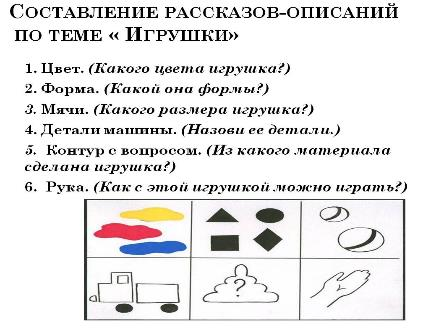 СОСТАВЛЕНИЕ РАССКАЗОВ-ОПИСАНИЙ
ПО ТЕМЕ « ИГРУШКИ»
1. Цвет. (Какого цвета игрушка?)
2. Форма. (Какой она формы?)
3. Мячи. (Какого размера игрушка?)
4. Детали машины. (Назови ее детали.)
5. Контур с вопросом. (Из какого материала
сделана игрушка?)
6. Рука. (Как с этой игрушкой можно играть?)
?